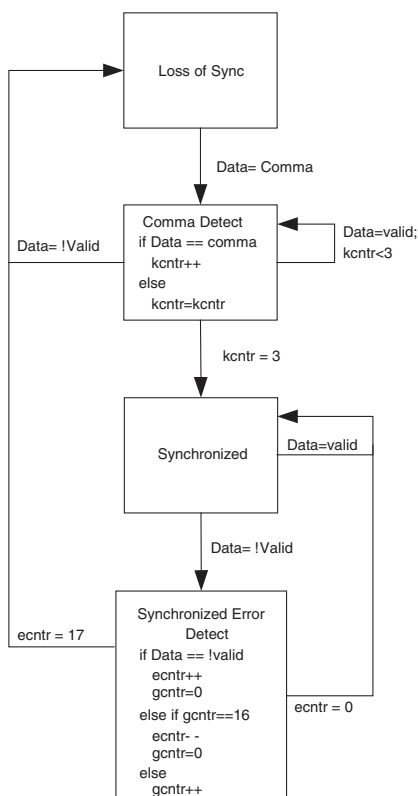 Loss of Sync
Data= Comma
Comma Detect
if Data == comma
kcntr++
else
kcntr=kcntr
Data=valid;
kcntr<3
Data= !Valid
kcntr = 3
Synchronized
Data=valid
Data= !Valid
Synchronized Error
Detect
if Data == !valid
ecntr++
gcntr=0
else if gcntr==16
ecntr- -
gcntr=0
else
gcntr++
ecntr = 17
ecntr = 0